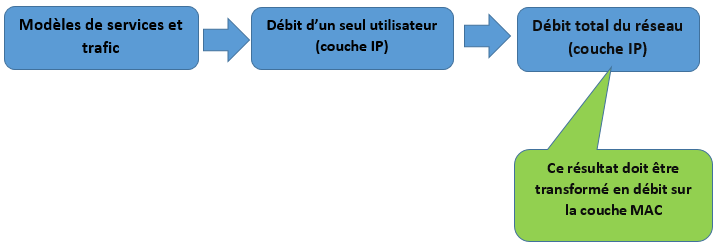 Modèles de services et
trafic
Débit d’un seul utilisateur
(couche IP)
Débit total du réseau
(couche IP)
Ce résultat doit être
transformé en débit sur
la couche MAC